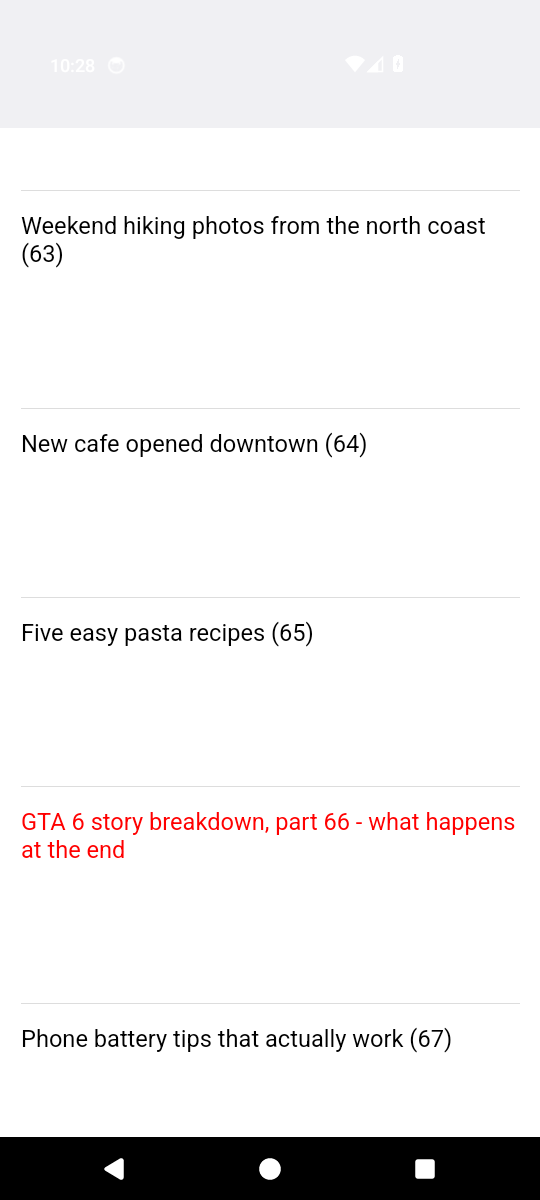 10:28
Weekend hiking photos from the north coast
(63)
New cafe opened downtown (64)
Five easy pasta recipes (65)
GTA 6 story breakdown, part 66 - what happens
at the end
Phone battery tips that actually work (67)